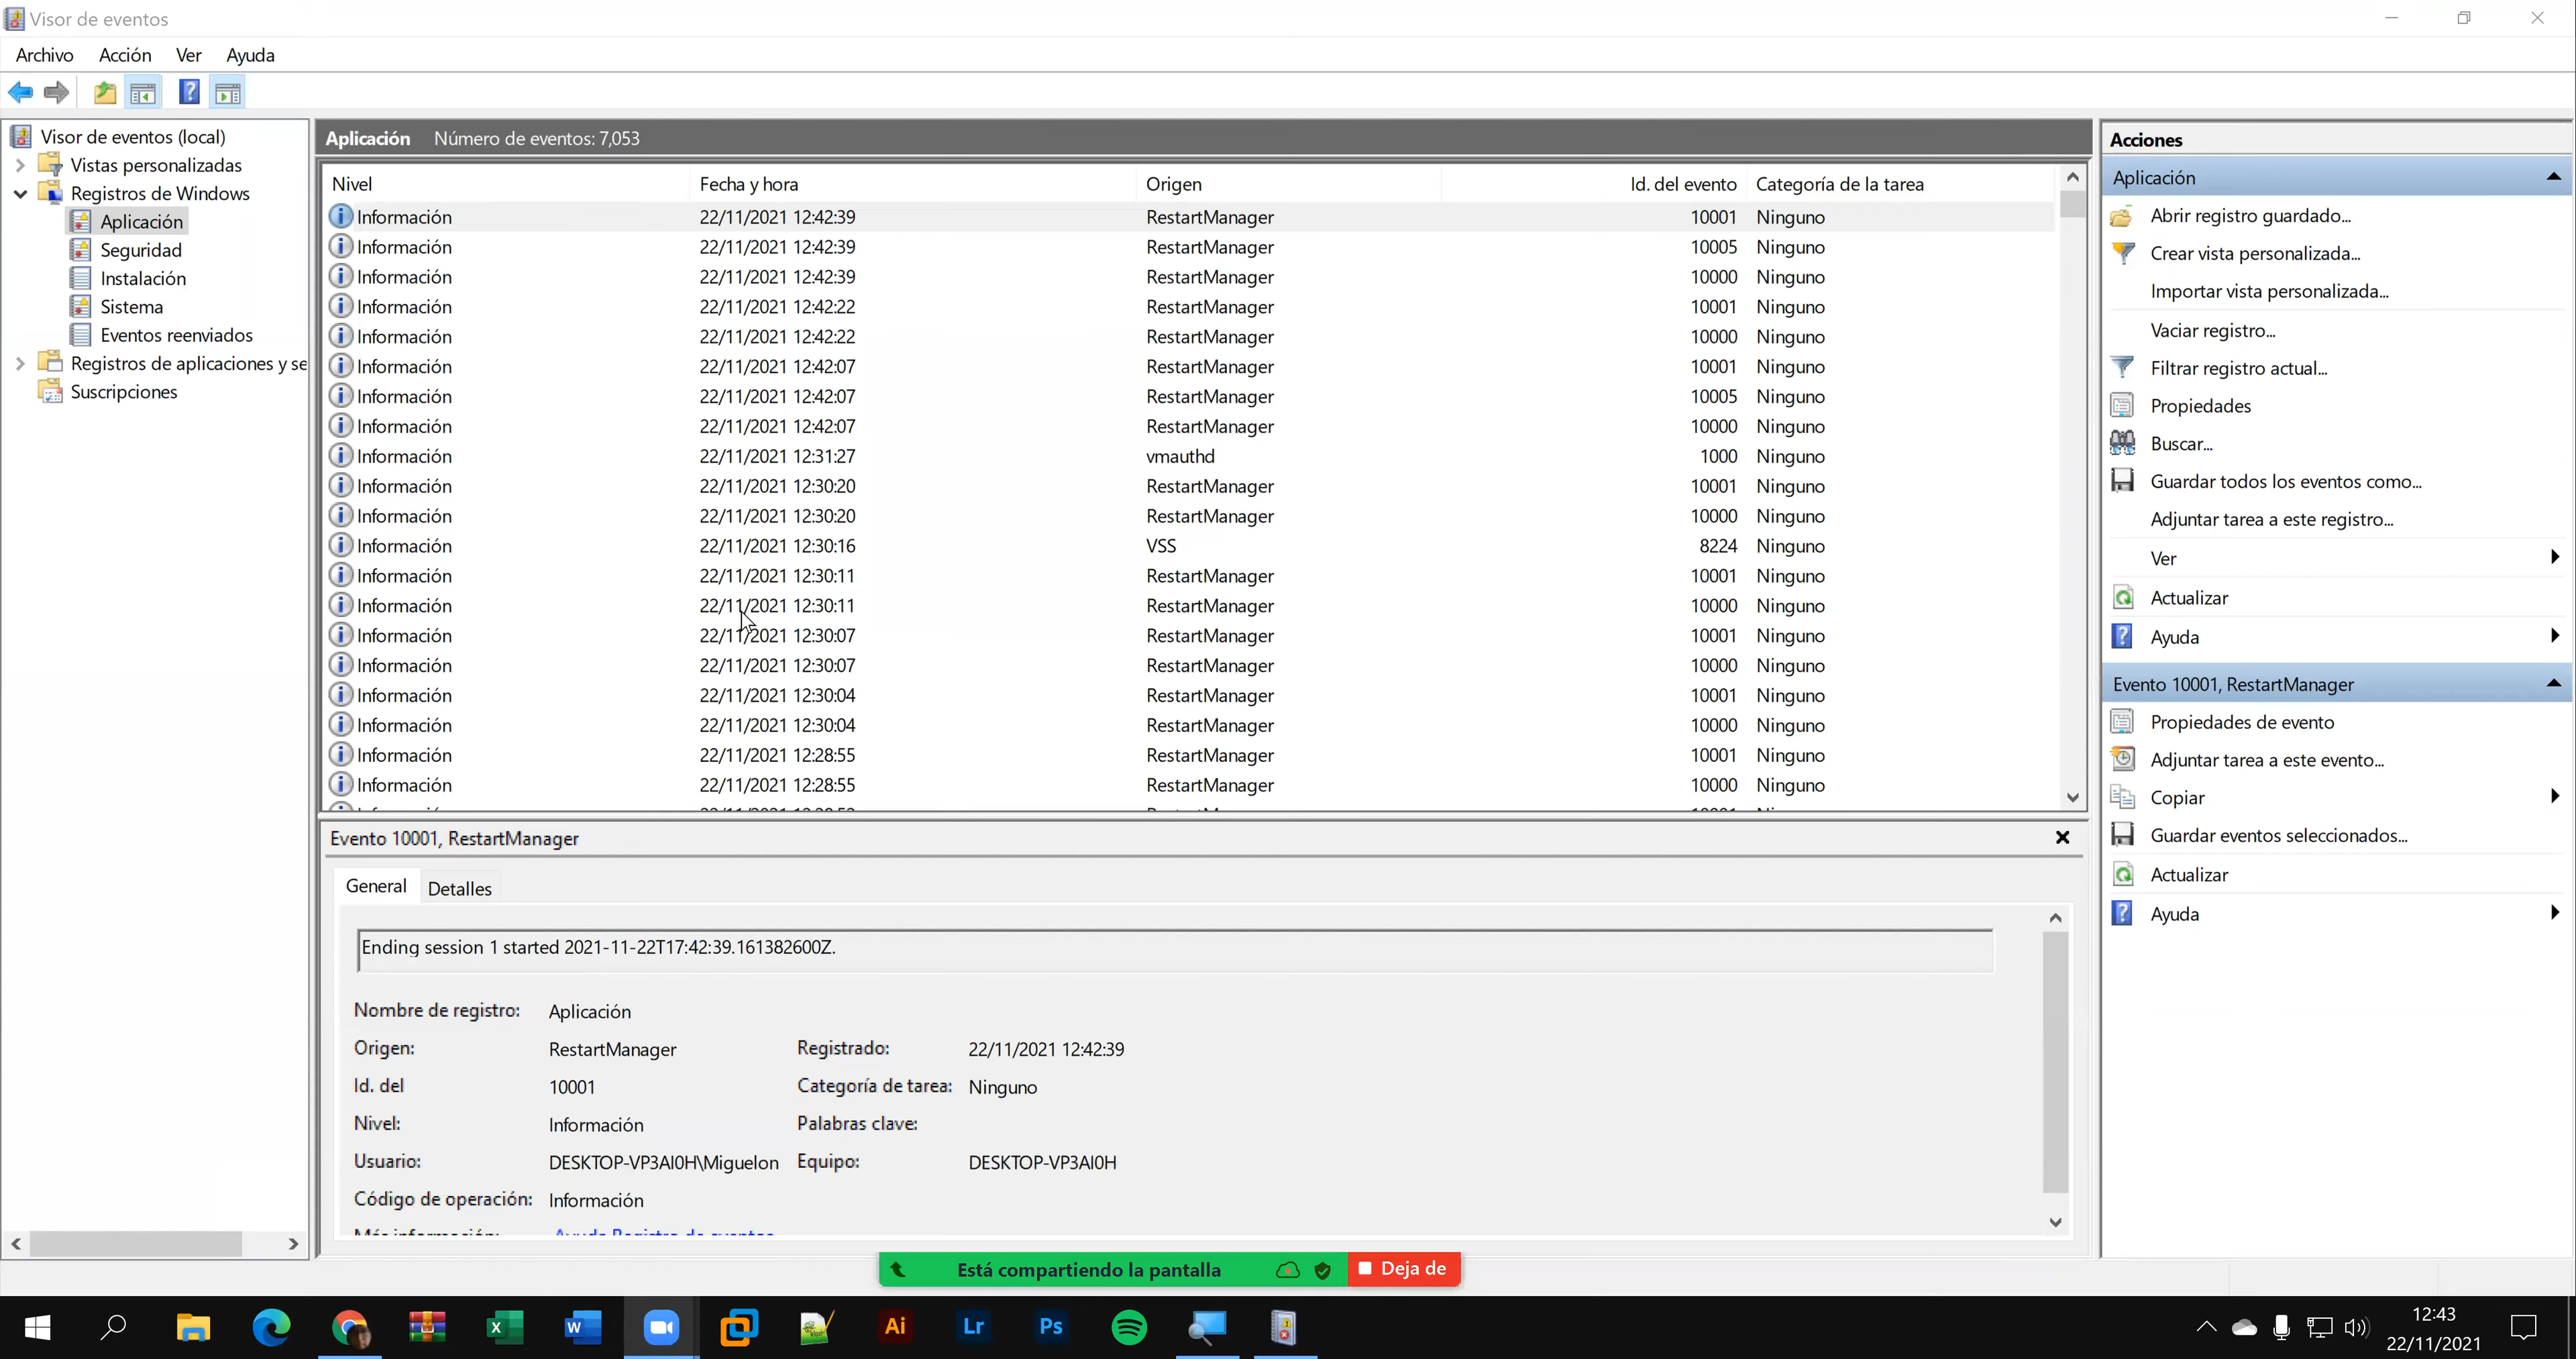 Visor de eventos
Archivo Acción Ver Ayuda
Visor de eventos (local)
Vistas personalizadas
Registros de Windows
Aplicación
Seguridad
Instalación
Sistema
Eventos reenviados
Registros de aplicaciones y se
Suscripciones
Aplicación Número de eventos: 7,053
Nivel Fecha y hora Origen Id. del evento Categoría de la tarea
Información 22/11/2021 12:42:39 RestartManager 10001 Ninguno
Información 22/11/2021 12:42:39 RestartManager 10005 Ninguno
Información 22/11/2021 12:42:39 RestartManager 10000 Ninguno
Información 22/11/2021 12:42:22 RestartManager 10001 Ninguno
Información 22/11/2021 12:42:22 RestartManager 10000 Ninguno
Información 22/11/2021 12:42:07 RestartManager 10001 Ninguno
Información 22/11/2021 12:42:07 RestartManager 10005 Ninguno
Información 22/11/2021 12:42:07 RestartManager 10000 Ninguno
Información 22/11/2021 12:31:27 vmauthd 1000 Ninguno
Información 22/11/2021 12:30:20 RestartManager 10001 Ninguno
Información 22/11/2021 12:30:20 RestartManager 10000 Ninguno
Información 22/11/2021 12:30:16 VSS 8224 Ninguno
Información 22/11/2021 12:30:11 RestartManager 10001 Ninguno
Información 22/11/2021 12:30:11 RestartManager 10000 Ninguno
Información 22/11/2021 12:30:07 RestartManager 10001 Ninguno
Información 22/11/2021 12:30:07 RestartManager 10000 Ninguno
Información 22/11/2021 12:30:04 RestartManager 10001 Ninguno
Información 22/11/2021 12:30:04 RestartManager 10000 Ninguno
Información 22/11/2021 12:28:55 RestartManager 10001 Ninguno
Información 22/11/2021 12:28:55 RestartManager 10000 Ninguno
Evento 10001, RestartManager
General Detalles
Ending session 1 started 2021-11-22T17:42:39.161382600Z.
Nombre de registro: Aplicación
Origen: RestartManager Registrado: 22/11/2021 12:42:39
Id. del 10001 Categoría de tarea: Ninguno
Nivel: Información Palabras clave:
Usuario: DESKTOP-VP3AI0H\Miguelon Equipo: DESKTOP-VP3AI0H
Código de operación: Información
Acciones
Aplicación
Abrir registro guardado...
Crear vista personalizada...
Importar vista personalizada...
Vaciar registro...
Filtrar registro actual...
Propiedades
Buscar...
Guardar todos los eventos como...
Adjuntar tarea a este registro...
Ver
Actualizar
Ayuda
Evento 10001, RestartManager
Propiedades de evento
Adjuntar tarea a este evento...
Copiar
Guardar eventos seleccionados...
Actualizar
Ayuda
Está compartiendo la pantalla Deja de
Ai Lr Ps
12:43
22/11/2021